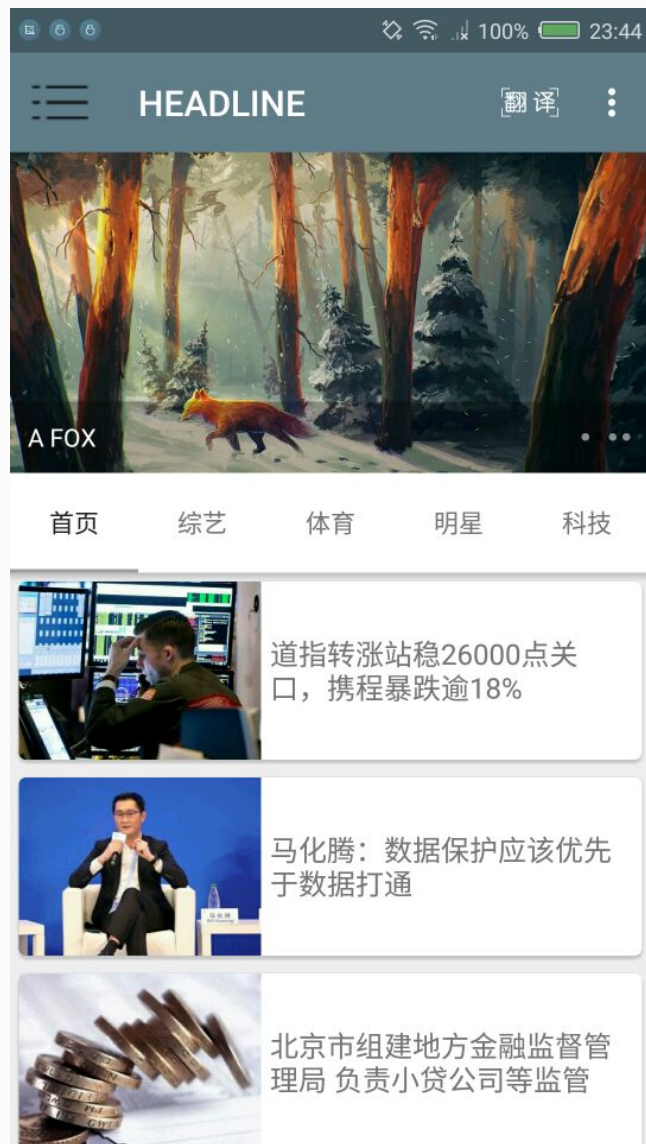 100% 23:44
HEADLINE 翻译
A FOX
首页 综艺 体育 明星 科技
道指转涨站稳26000点关
口，携程暴跌逾18%
马化腾：数据保护应该优先
于数据打通
北京市组建地方金融监督管
理局 负责小贷公司等监管